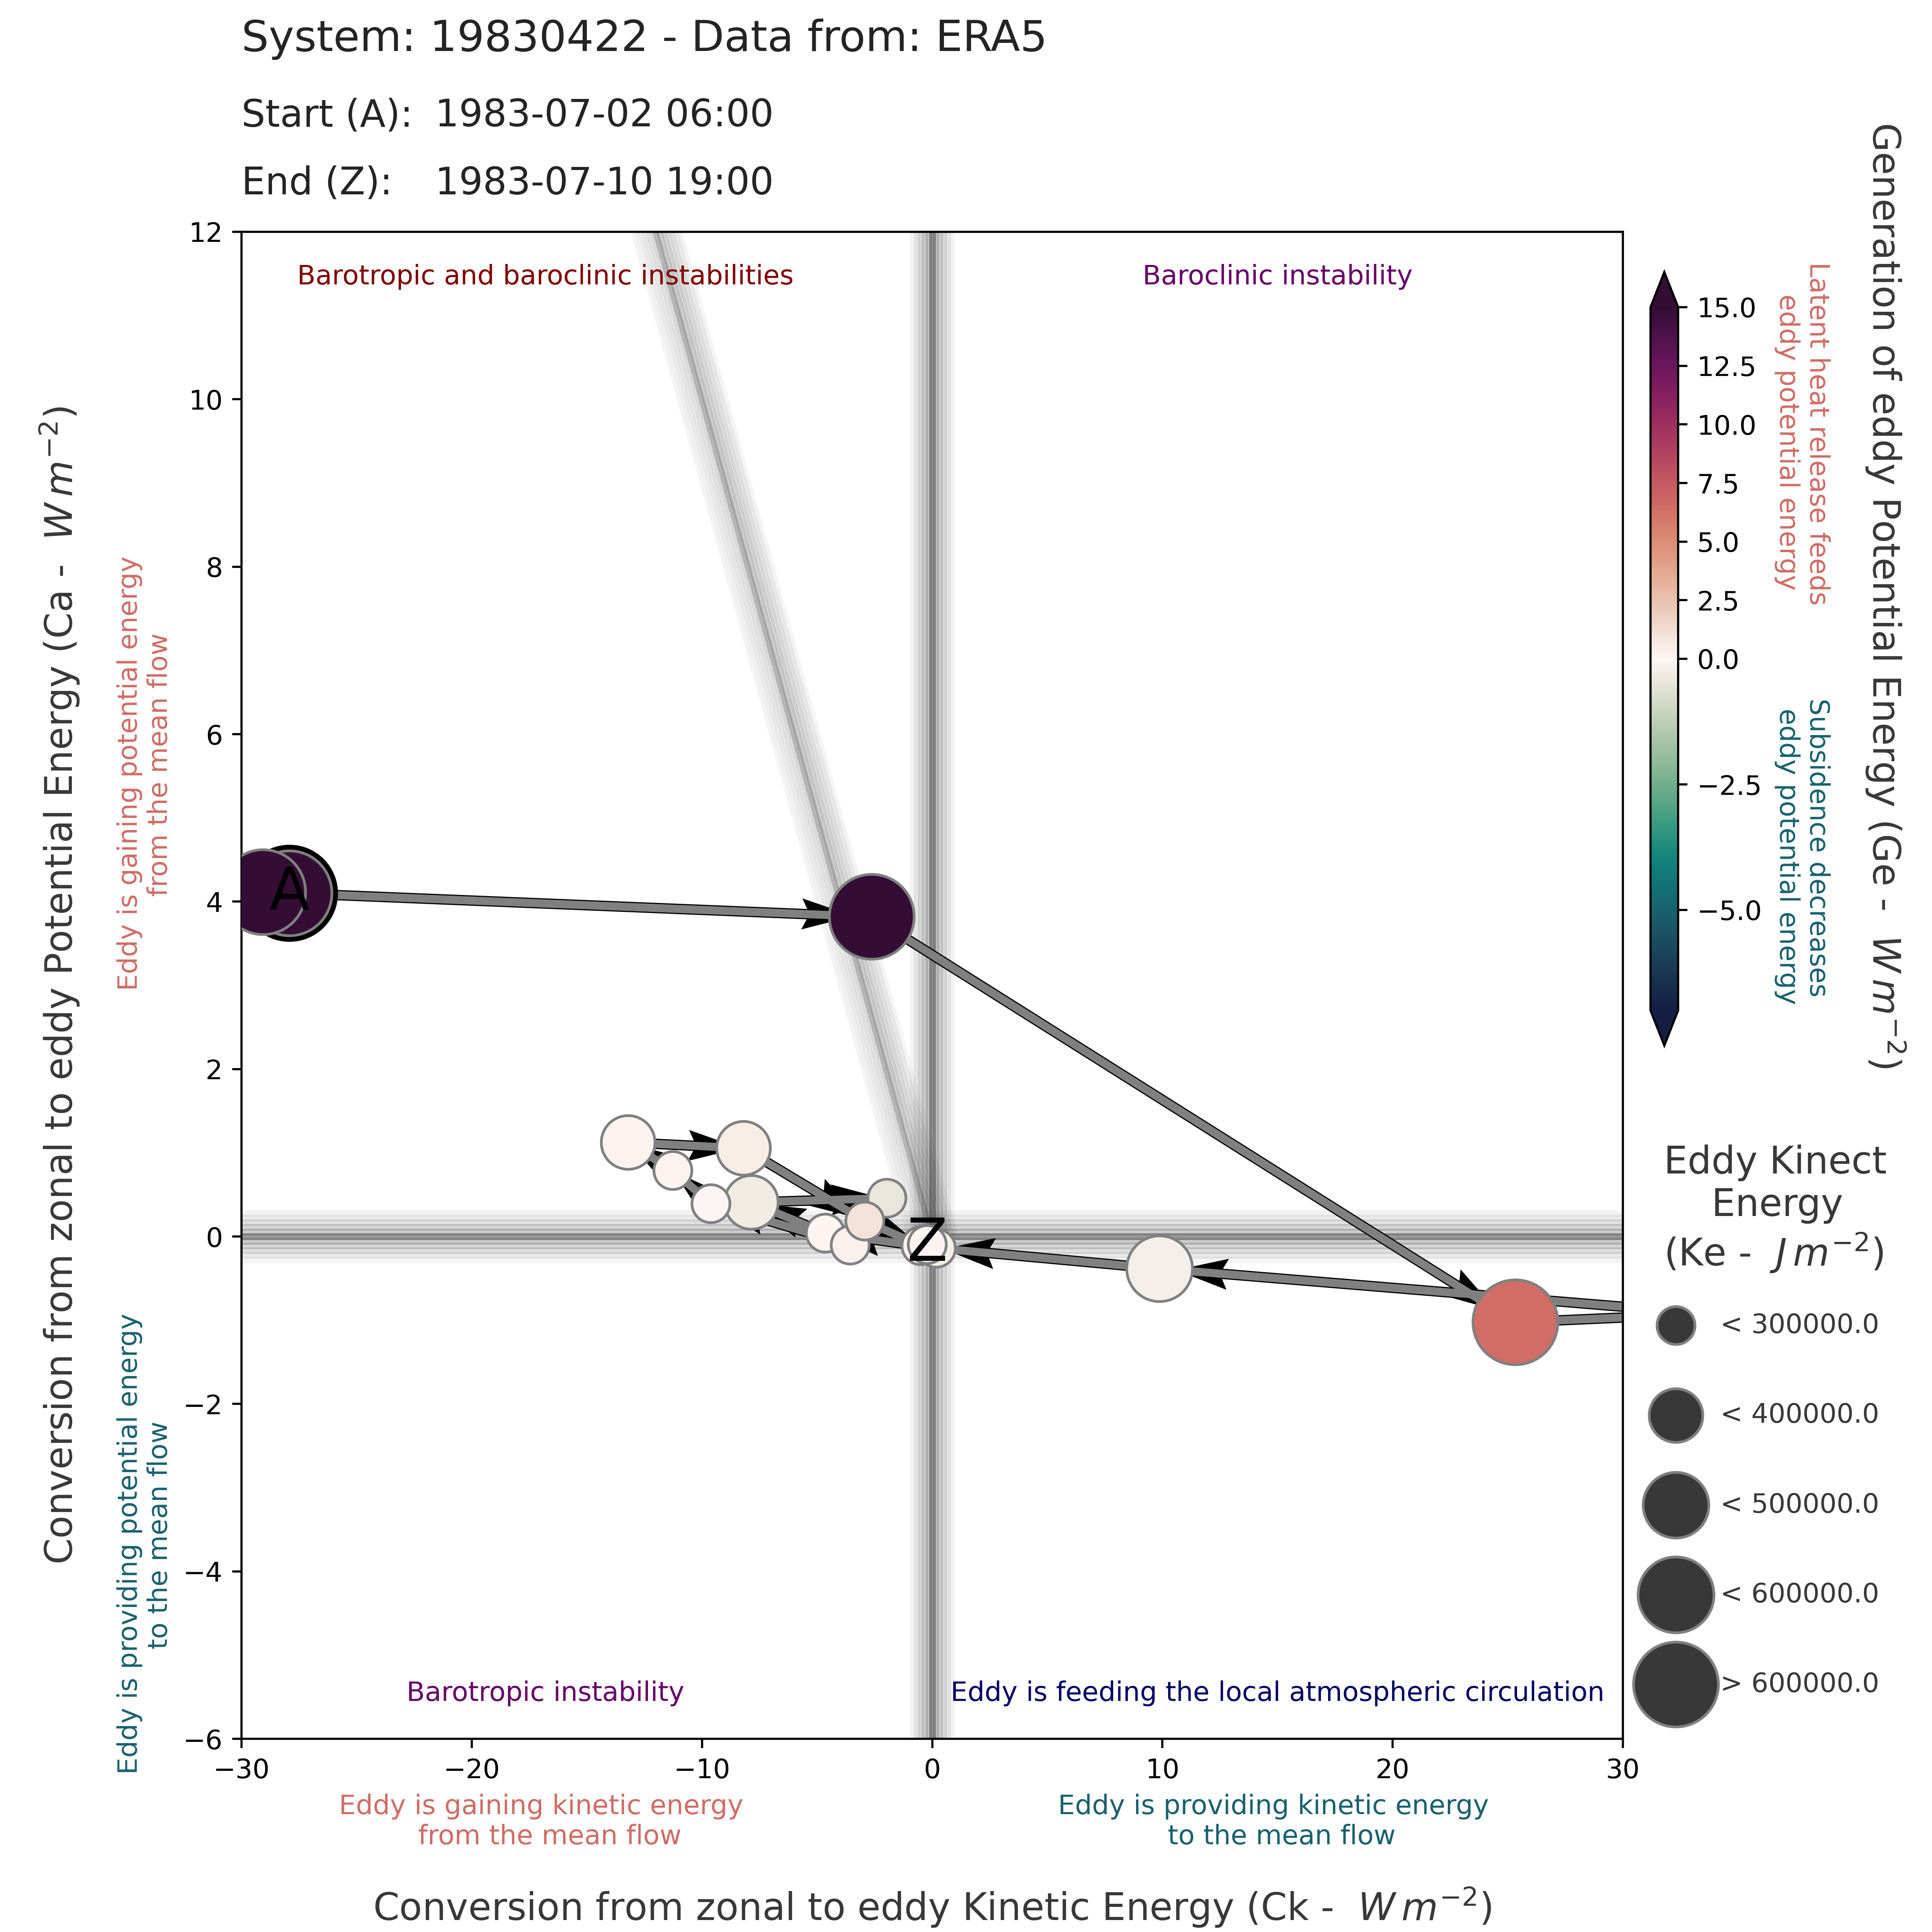 System: 19830422 - Data from: ERA5
Start (A): 1983-07-02 06:00
End (Z): 1983-07-10 19:00
Conversion from zonal to eddy Potential Energy (Ca - W m⁻²)
Eddy is gaining potential energy
from the mean flow
Eddy is providing potential energy
to the mean flow
12
10
8
6
4
2
0
−2
−4
−6
Barotropic and baroclinic instabilities
Baroclinic instability
A
Z
Barotropic instability
Eddy is feeding the local atmospheric circulation
−30
−20
−10
0
10
20
30
Eddy is gaining kinetic energy
from the mean flow
Eddy is providing kinetic energy
to the mean flow
Conversion from zonal to eddy Kinetic Energy (Ck - W m⁻²)
15.0
12.5
10.0
7.5
5.0
2.5
0.0
−2.5
−5.0
Latent heat release feeds
eddy potential energy
Subsidence decreases
eddy potential energy
Generation of eddy Potential Energy (Ge - W m⁻²)
Eddy Kinect
Energy
(Ke - J m⁻²)
< 300000.0
< 400000.0
< 500000.0
< 600000.0
> 600000.0